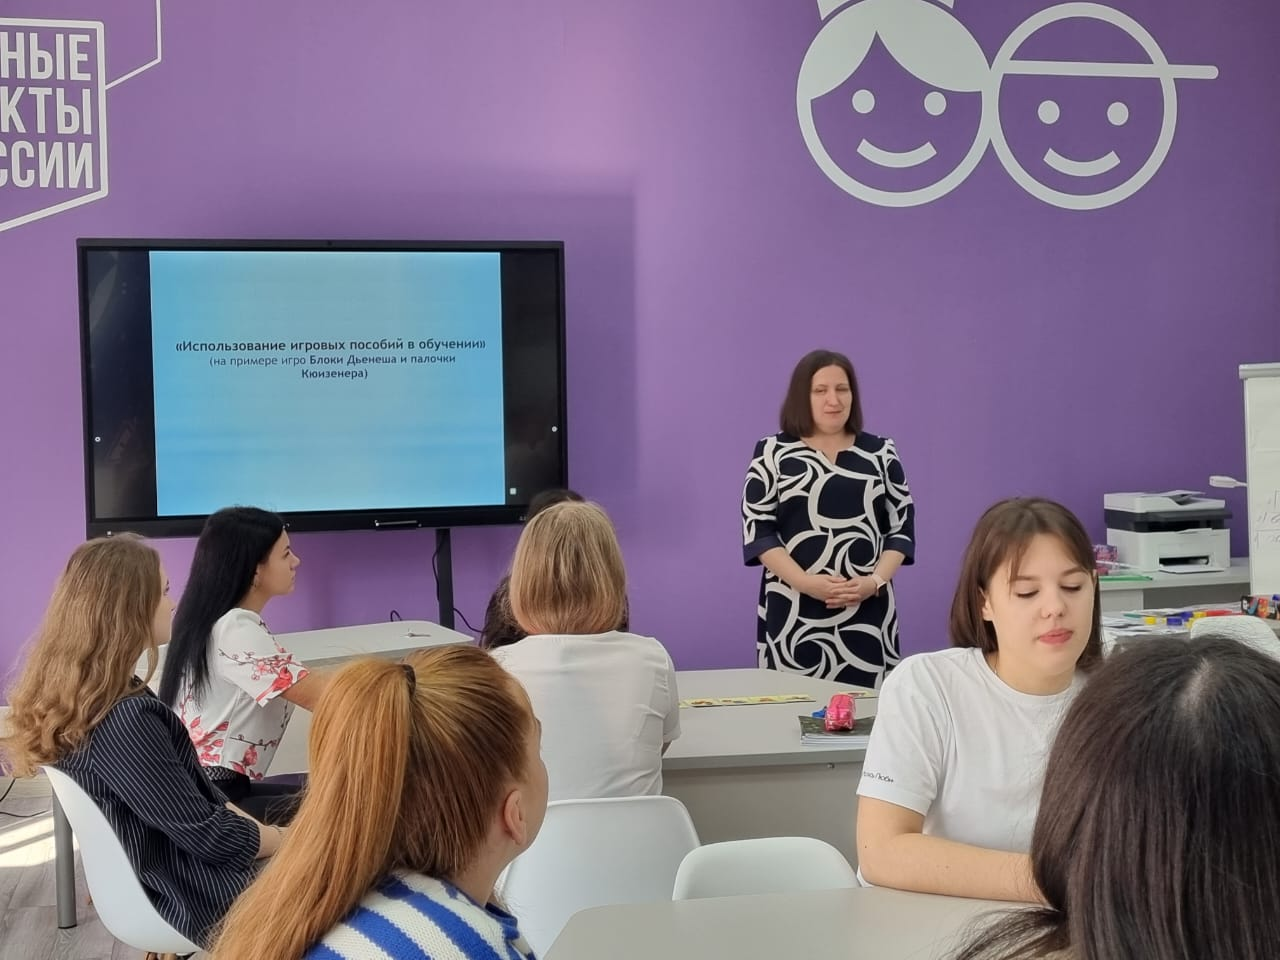 НЫЕ
КТЫ
ССИИ
«Использование игровых пособий в обучении»
(на примере игро Блоки Дьенеша и палочки
Кюизенера)